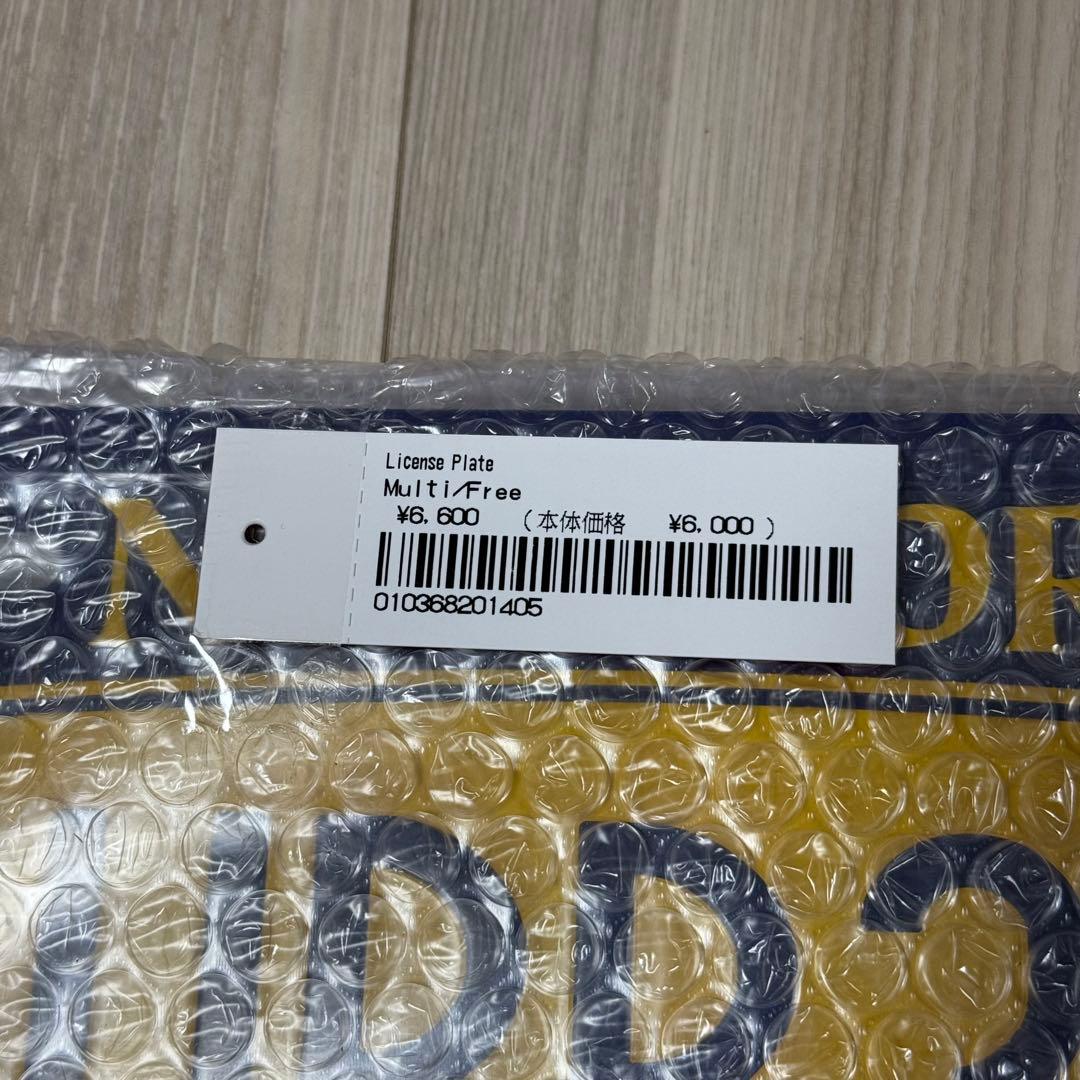 License Plate
Multi/Free
¥6,600 (本体価格 ¥6,000)
010368201405